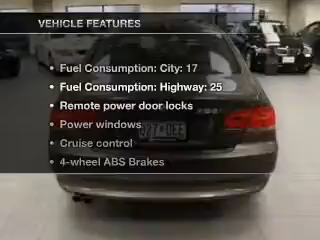 VEHICLE FEATURES
• Fuel Consumption: City: 17
• Fuel Consumption: Highway: 25
• Remote power door locks
• Power windows
• Cruise control
• 4-wheel ABS Brakes